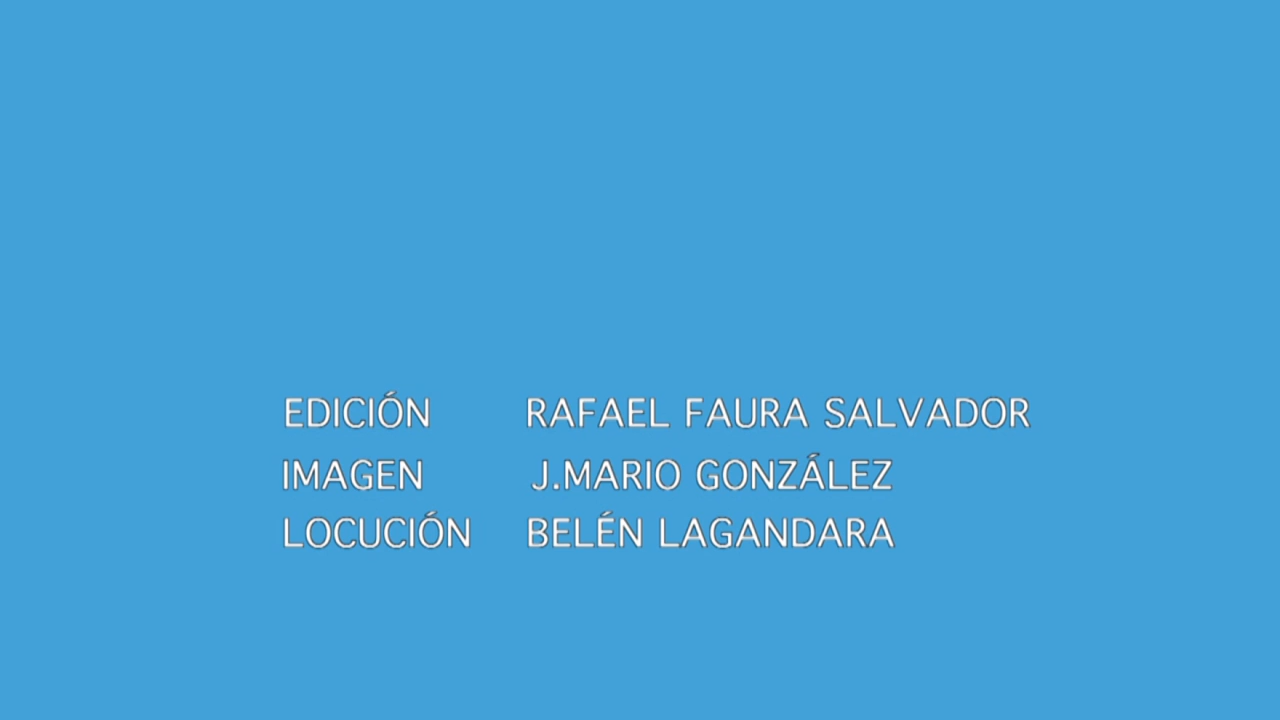 EDICIÓN RAFAEL FAURA SALVADOR
IMAGEN J.MARIO GONZÁLEZ
LOCUCIÓN BELÉN LAGANDARA